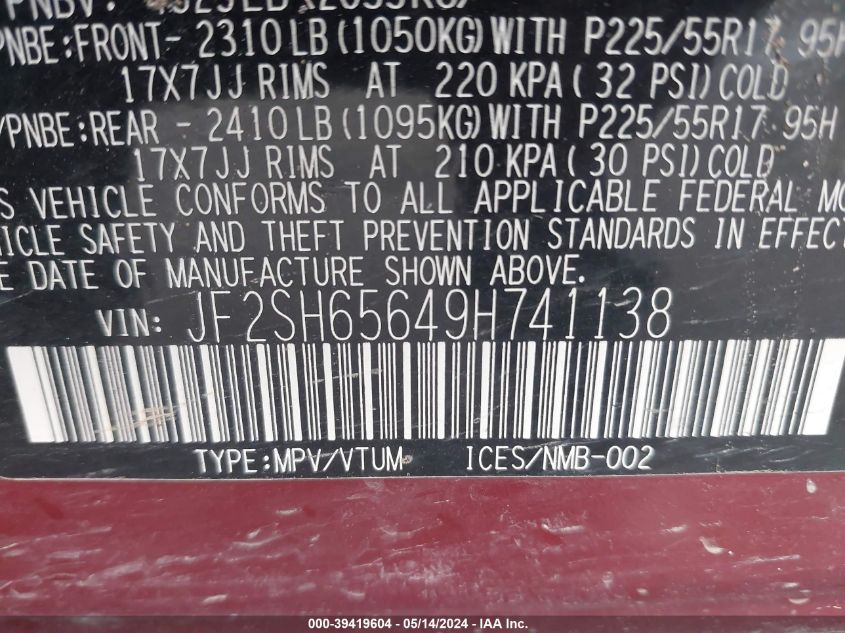 PNBE:FRONT- 2310 LB (1050KG) WITH P225/55R17 95H
17X7JJ RIMS AT 220 KPA ( 32 PSI) COLD
/PNBE:REAR - 2410 LB (1095KG) WITH P225/55R17 95H
17X7JJ RIMS AT 210 KPA ( 30 PSI) COLD
S VEHICLE CONFORMS TO ALL APPLICABLE FEDERAL MO
ICLE SAFETY AND THEFT PREVENTION STANDARDS IN EFFECT
E DATE OF MANUFACTURE SHOWN ABOVE.
VIN: JF2SH65649H741138
TYPE:MPV/VTUM ICES/NMB-002
000-39419604 - 05/14/2024 - IAA, Inc.